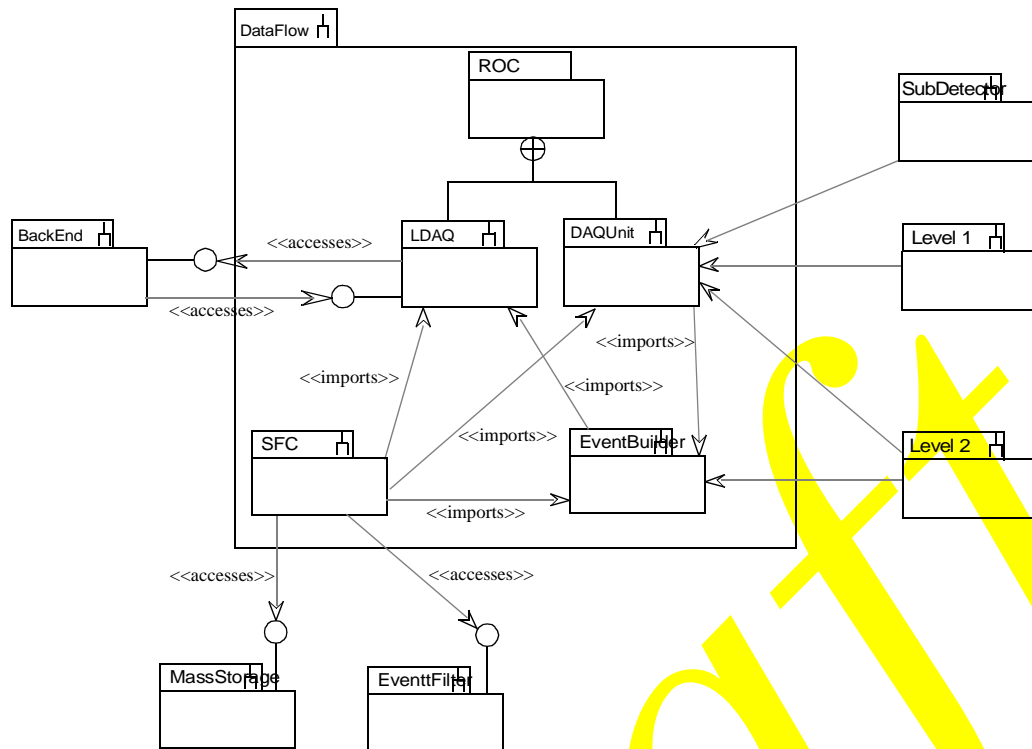 DataFlow
ROC
SubDetector
BackEnd
<<accesses>>
LDAQ
DAQUnit
Level 1
<<accesses>>
<<imports>>
<<imports>>
<<imports>>
SFC
<<imports>>
EventBuilder
Level 2
<<imports>>
<<accesses>>
<<accesses>>
MassStorage
EventtFilter